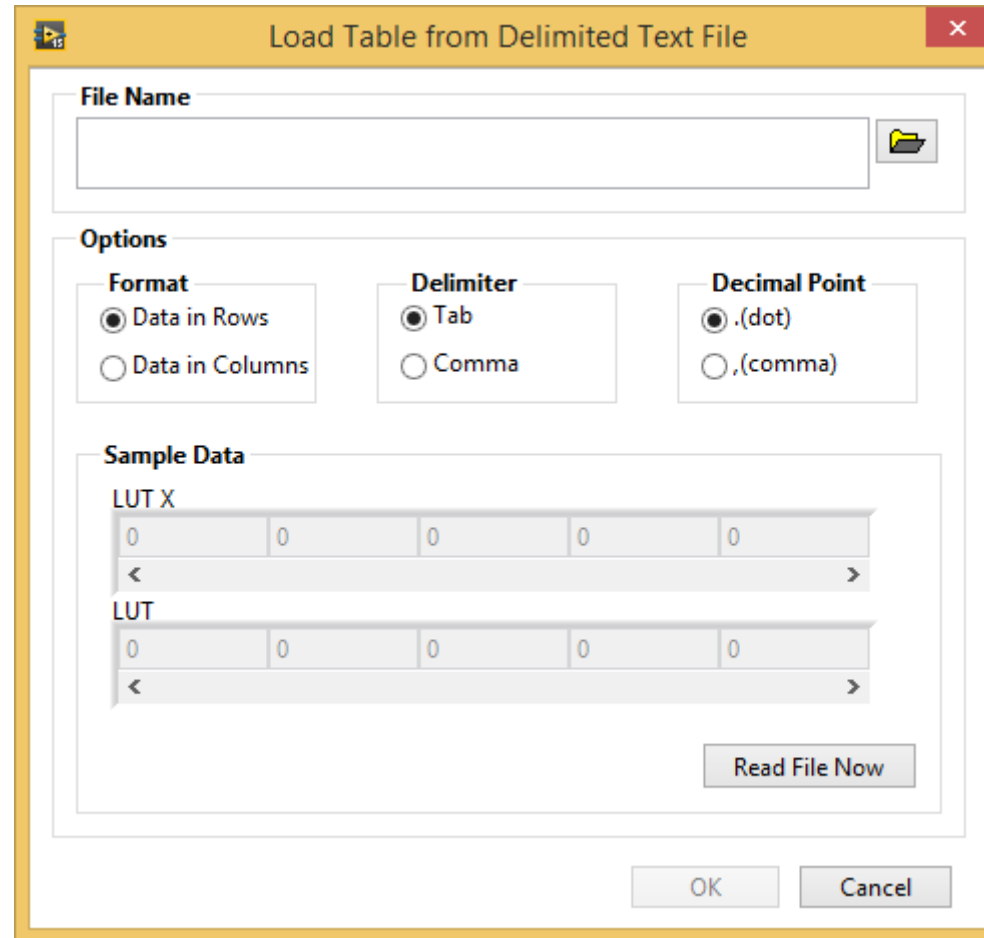 Load Table from Delimited Text File
File Name
Options
Format
Delimiter
Decimal Point
Data in Rows
Tab
.(dot)
Data in Columns
Comma
,(comma)
Sample Data
LUT X
0 0 0 0 0
LUT
0 0 0 0 0
Read File Now
OK Cancel